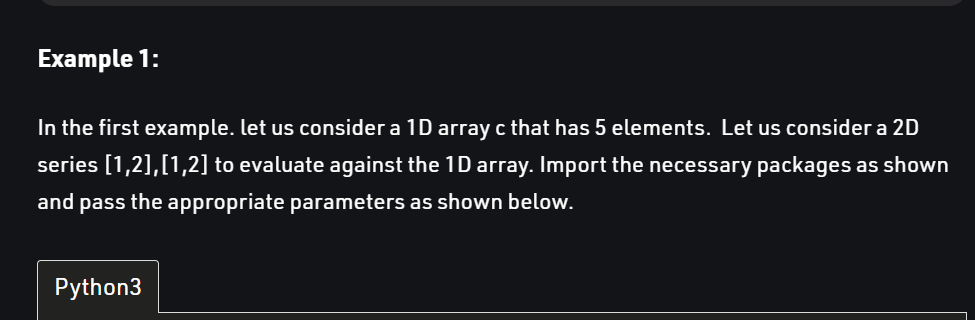 Example 1:
In the first example. let us consider a 1D array c that has 5 elements.  Let us consider a 2D
series [1,2],[1,2] to evaluate against the 1D array. Import the necessary packages as shown
and pass the appropriate parameters as shown below.
Python3